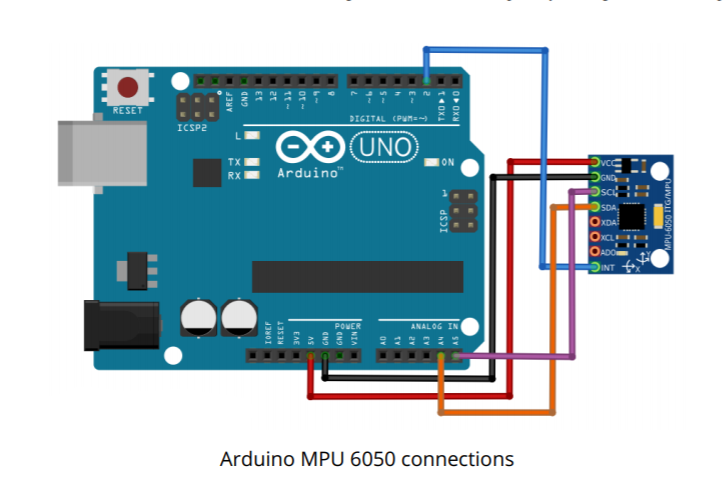 RESET
ICSP2
AREF
GND
13
12
~11
~10
~9
8
7
~6
~5
4
~3
2
TXO▶1
RXO◀0
DIGITAL (PWM=~)
L
TX
RX
UNO
Arduino™
ON
1
ICSP
VCC
GND
SCL
SDA
XDA
XCL
ADO
INT
MPU-6050 ITG/MPU
Y
X
POWER
ANALOG IN
IOREF
RESET
3V3
5V
GND
GND
VIN
A0
A1
A2
A3
A4
A5
Arduino MPU 6050 connections